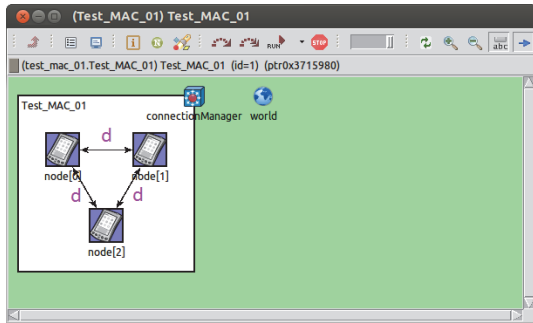 (Test_MAC_01) Test_MAC_01
RUN
STOP
abc
(test_mac_01.Test_MAC_01) Test_MAC_01 (id=1) (ptr0x3715980)
Test_MAC_01
connectionManager
world
d
node[0]
node[1]
d
d
node[2]